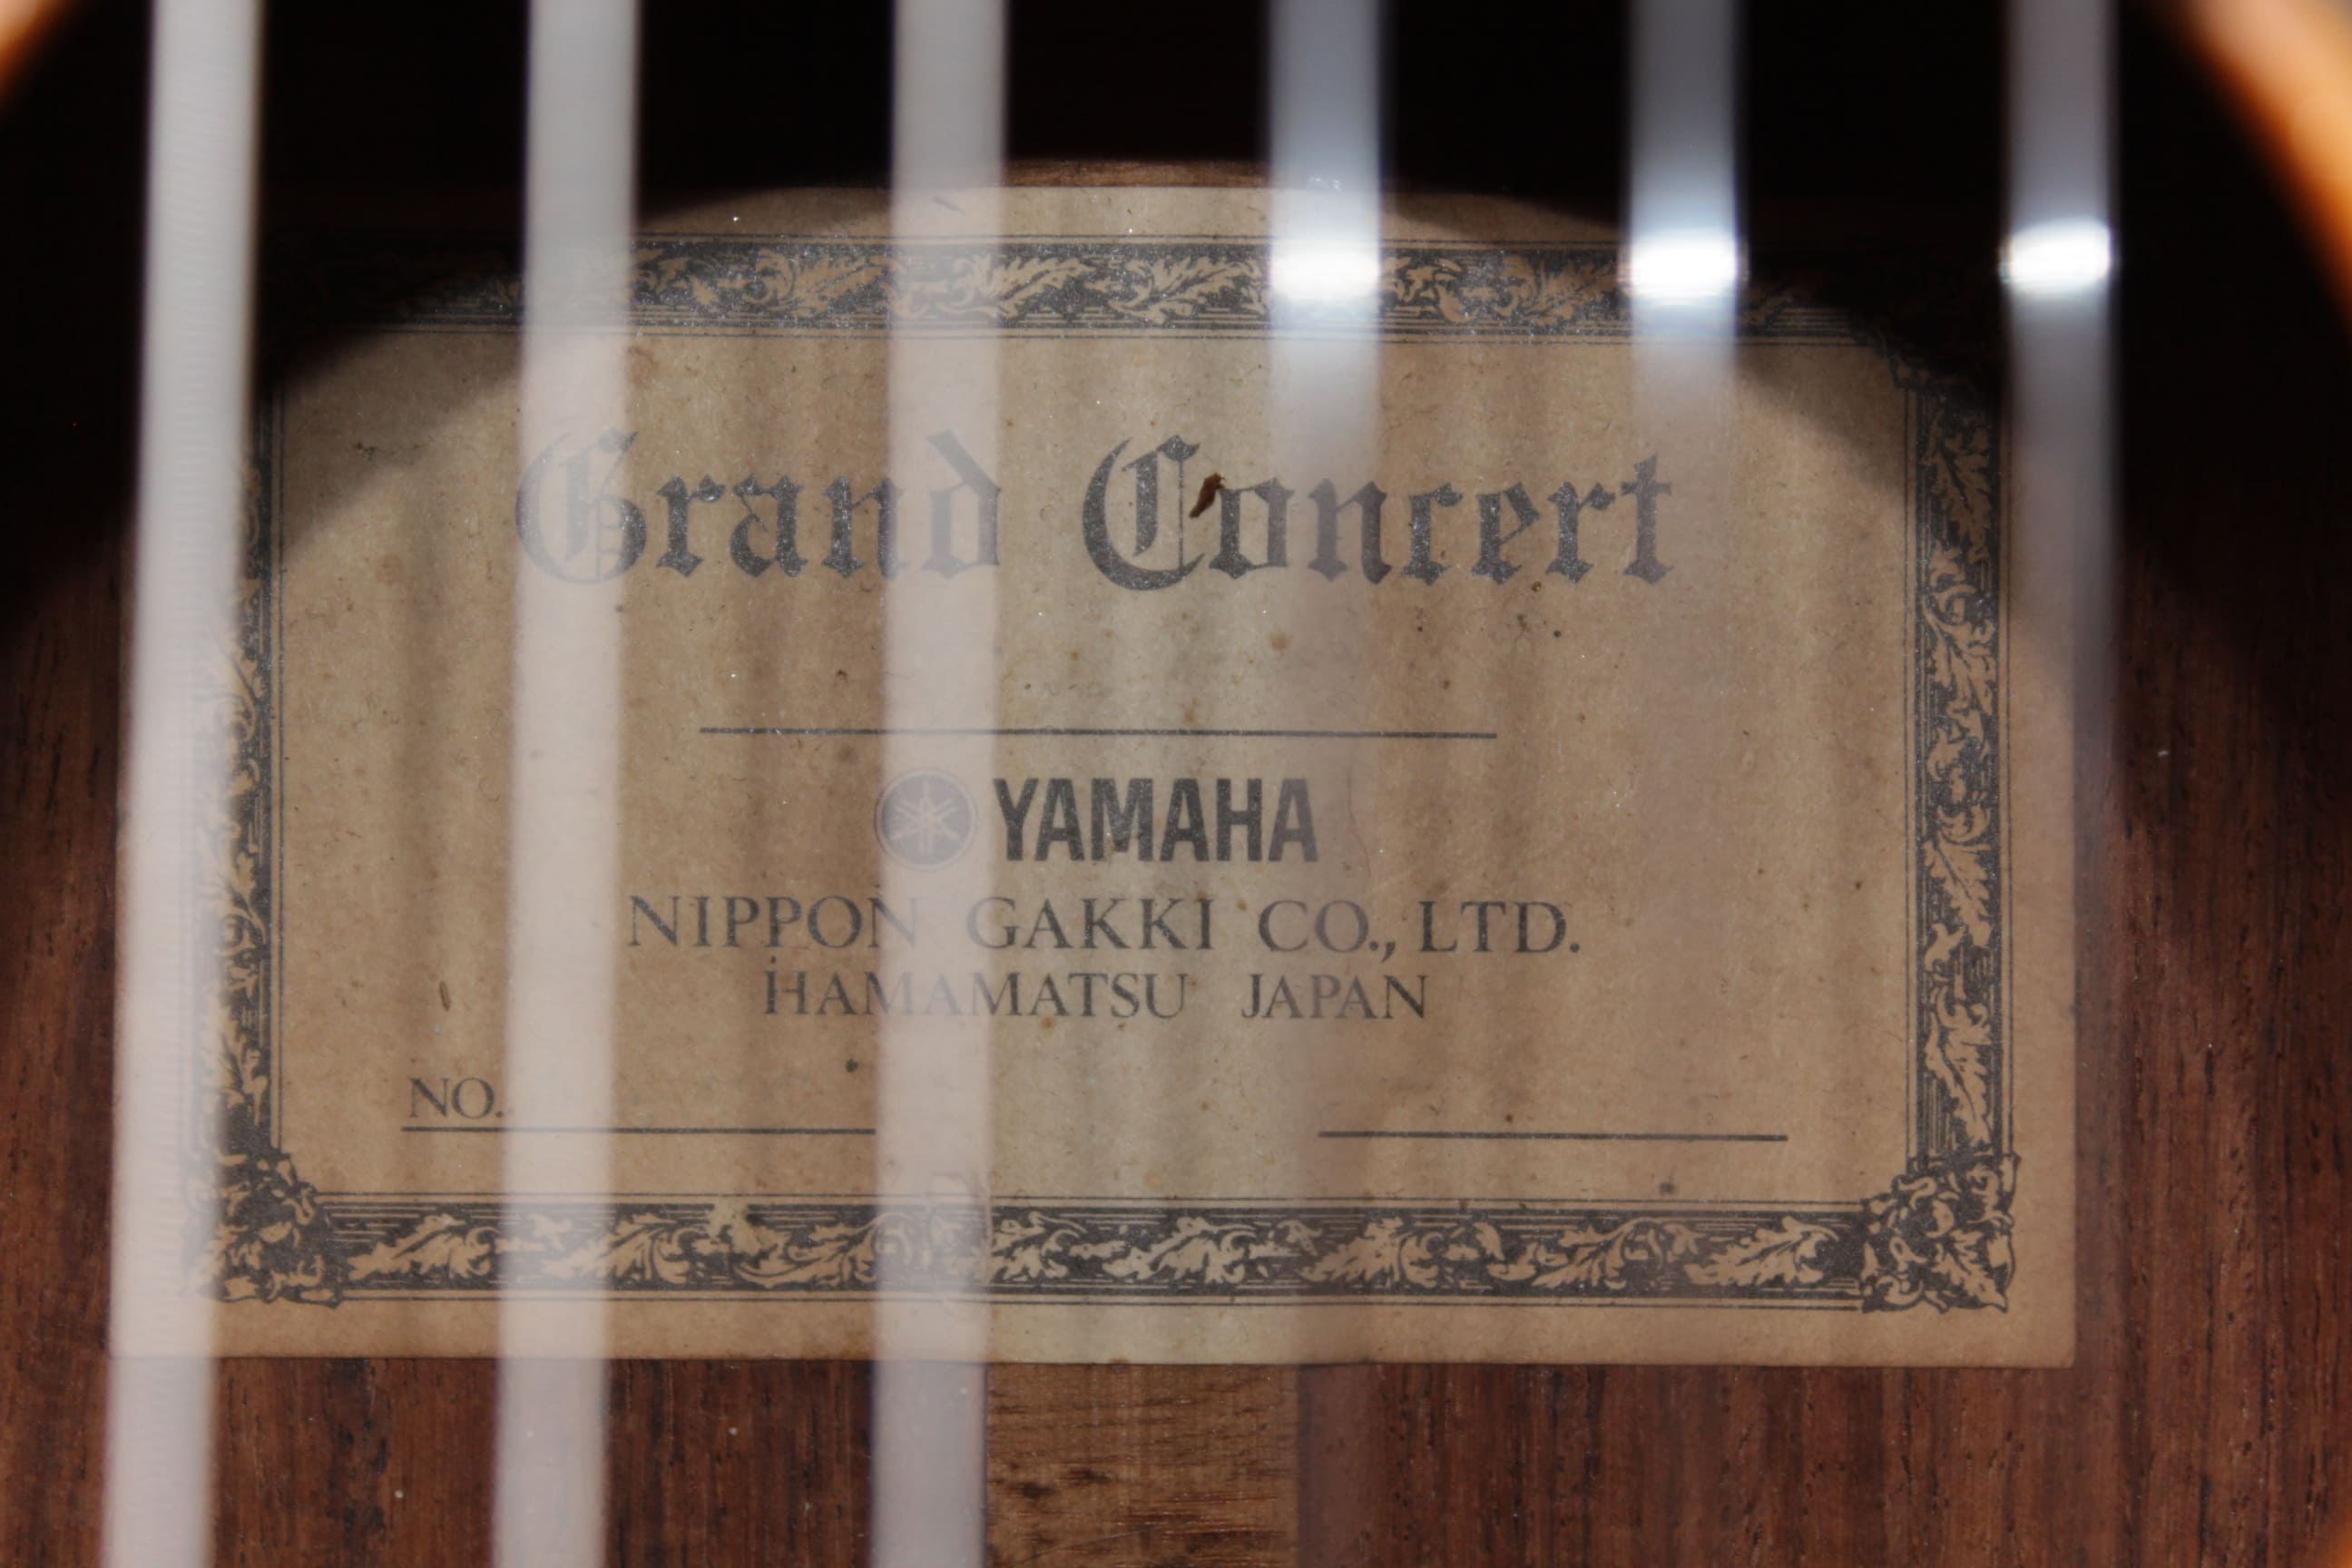 Grand Concert
YAMAHA
NIPPON GAKKI CO., LTD.
HAMAMATSU JAPAN
NO.